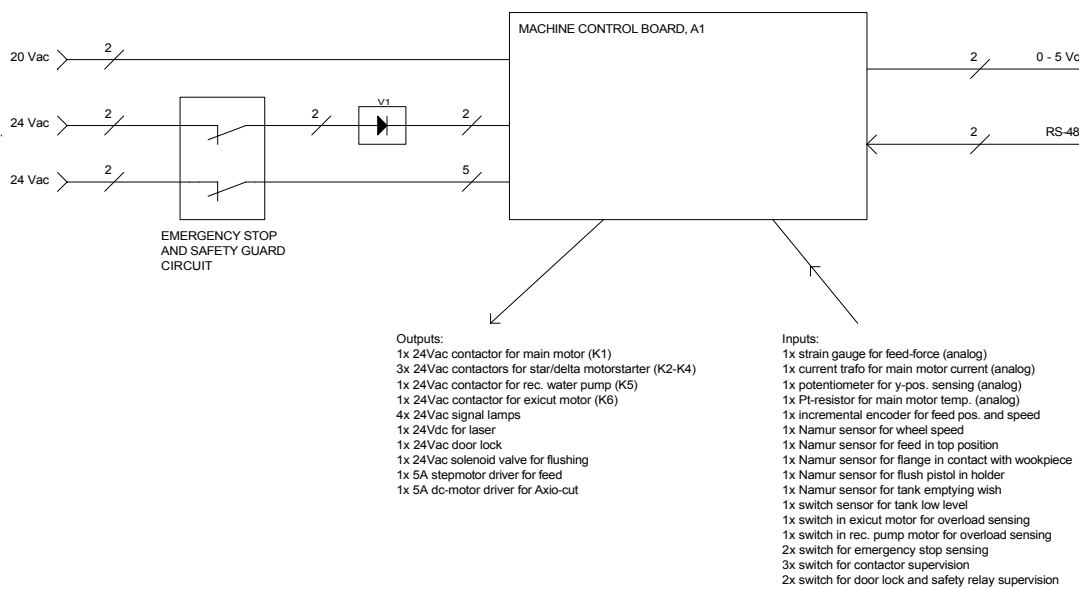 MACHINE CONTROL BOARD, A1
20 Vac
2
2
0 - 5 Vd
24 Vac
2
2
V1
2
2
RS-48
24 Vac
2
5
EMERGENCY STOP
AND SAFETY GUARD
CIRCUIT
Outputs:
1x 24Vac contactor for main motor (K1)
3x 24Vac contactors for star/delta motorstarter (K2-K4)
1x 24Vac contactor for rec. water pump (K5)
1x 24Vac contactor for exicut motor (K6)
4x 24Vac signal lamps
1x 24Vdc for laser
1x 24Vac door lock
1x 24Vac solenoid valve for flushing
1x 5A stepmotor driver for feed
1x 5A dc-motor driver for Axio-cut
Inputs:
1x strain gauge for feed-force (analog)
1x current trafo for main motor current (analog)
1x potentiometer for y-pos. sensing (analog)
1x Pt-resistor for main motor temp. (analog)
1x incremental encoder for feed pos. and speed
1x Namur sensor for wheel speed
1x Namur sensor for feed in top position
1x Namur sensor for flange in contact with wookpiece
1x Namur sensor for flush pistol in holder
1x Namur sensor for tank emptying wish
1x switch sensor for tank low level
1x switch in exicut motor for overload sensing
1x switch in rec. pump motor for overload sensing
2x switch for emergency stop sensing
3x switch for contactor supervision
2x switch for door lock and safety relay supervision